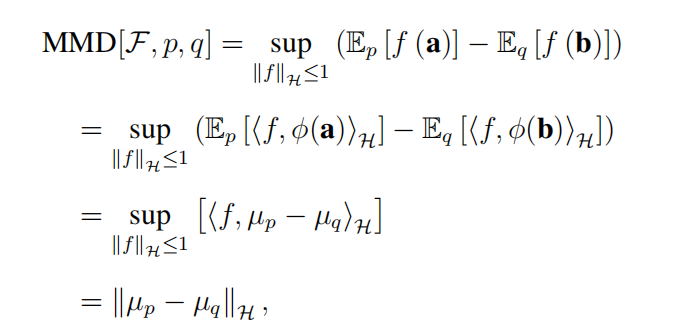 MMD[ℱ, p, q] = sup_{‖f‖_ℋ≤1} (𝔼_p [f (𝐚)] − 𝔼_q [f (𝐛)])
= sup_{‖f‖_ℋ≤1} (𝔼_p [⟨f, ϕ(𝐚)⟩_ℋ] − 𝔼_q [⟨f, ϕ(𝐛)⟩_ℋ])
= sup_{‖f‖_ℋ≤1} [⟨f, μ_p − μ_q⟩_ℋ]
= ‖μ_p − μ_q‖_ℋ ,